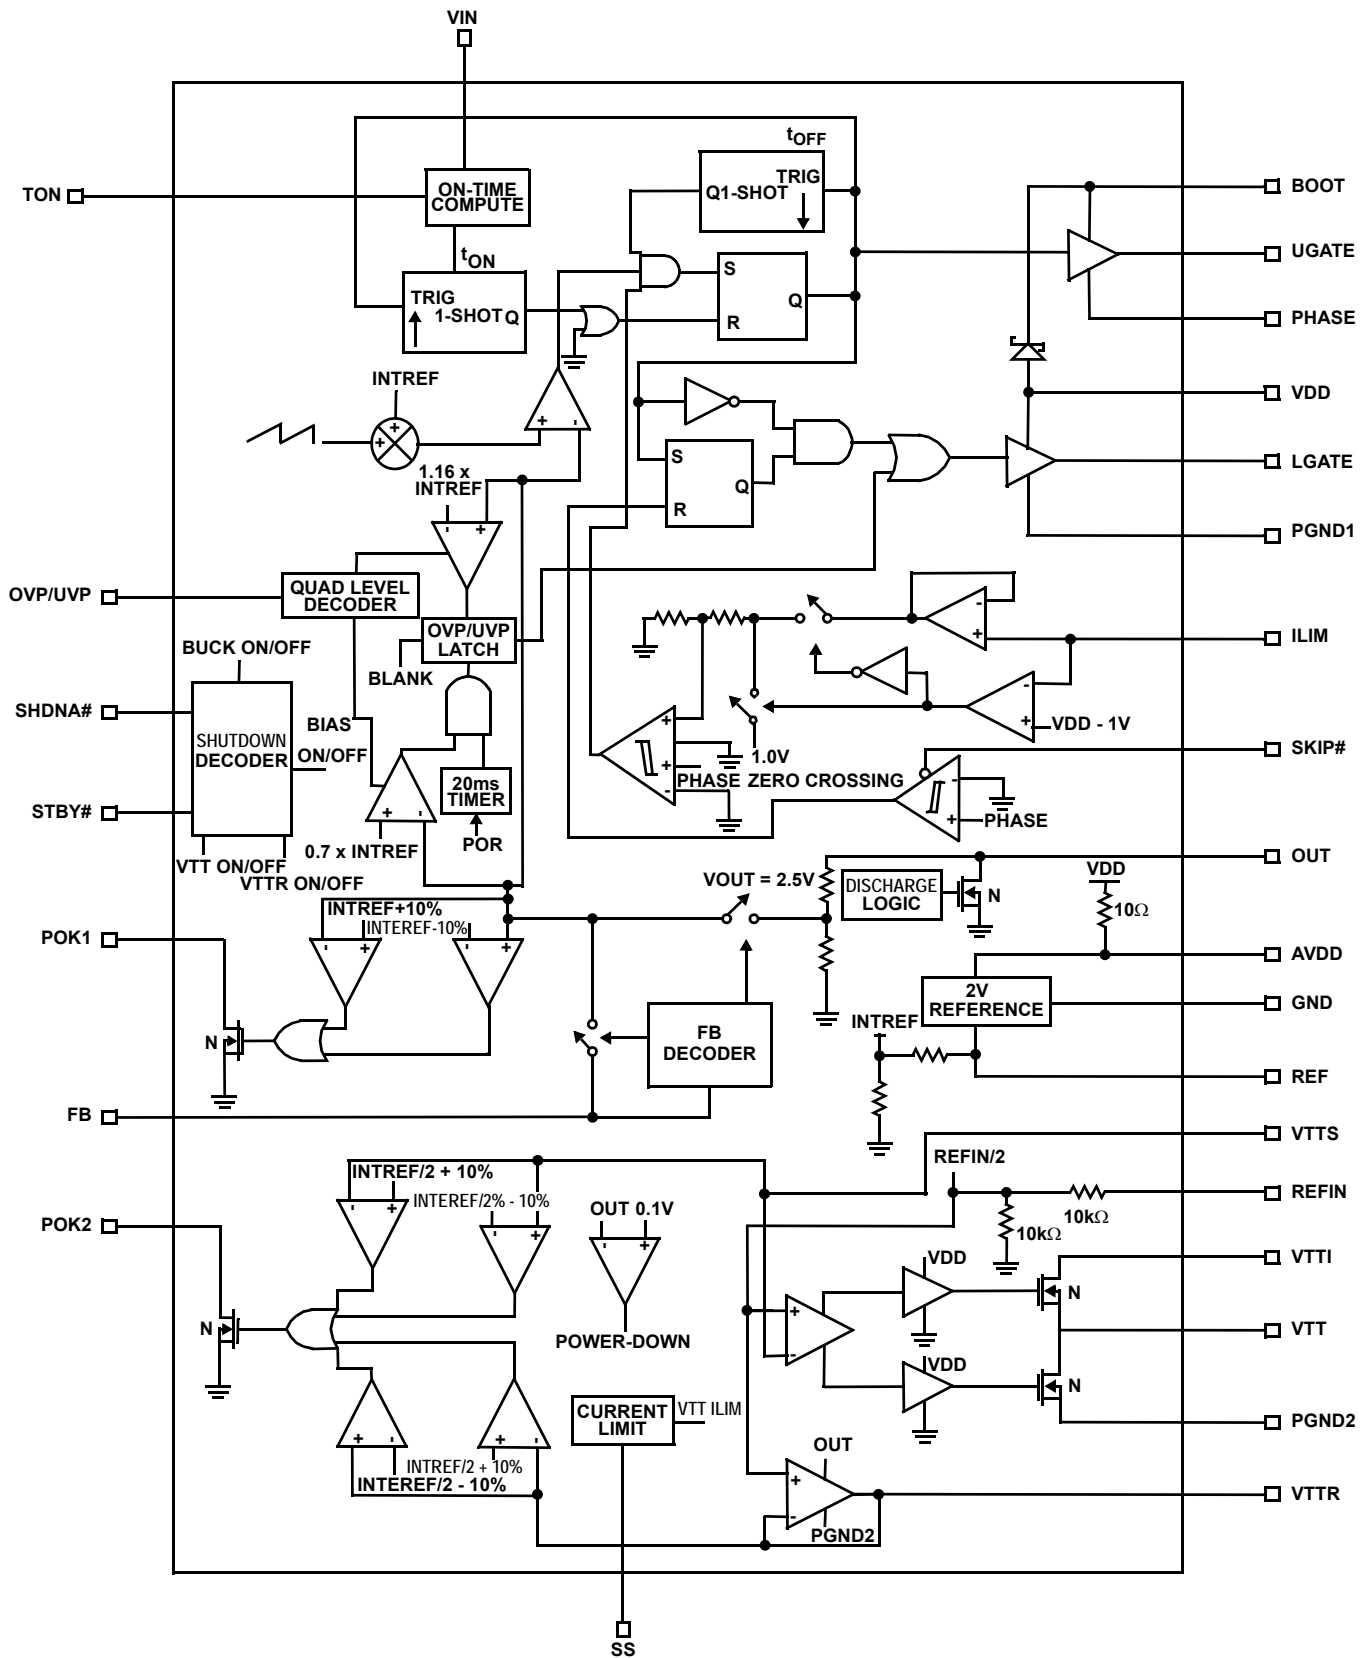 VIN
tOFF
TON
ON-TIME
COMPUTE
Q1-SHOT
TRIG
BOOT
UGATE
tON
TRIG
1-SHOT Q
S
Q
R
PHASE
INTREF
+
+
+
-
VDD
1.16 x
INTREF
S
Q
R
LGATE
-
+
PGND1
OVP/UVP
QUAD LEVEL
DECODER
OVP/UVP
LATCH
BLANK
-
+
ILIM
BUCK ON/OFF
SHDNA#
BIAS
SHUTDOWN
DECODER
ON/OFF
+
+
-
1.0V
-
+
VDD - 1V
SKIP#
PHASE ZERO CROSSING
20ms
TIMER
-
+
PHASE
STBY#
+
-
POR
0.7 x INTREF
VTT ON/OFF
VTTR ON/OFF
VOUT = 2.5V
DISCHARGE
LOGIC
N
OUT
VDD
10Ω
INTREF+10%
INTEREF-10%
POK1
-
+
-
+
AVDD
2V
REFERENCE
GND
INTREF
N
FB
DECODER
REF
FB
VTTS
REFIN/2
INTREF/2 + 10%
INTEREF/2% - 10%
REFIN
10kΩ
10kΩ
OUT 0.1V
POK2
-
+
-
+
-
+
VDD
VTTI
N
+
-
N
POWER-DOWN
VTT
VDD
N
CURRENT
LIMIT
VTT ILIM
PGND2
+
-
+
-
OUT
INTREF/2 + 10%
INTEREF/2 - 10%
+
-
PGND2
VTTR
SS